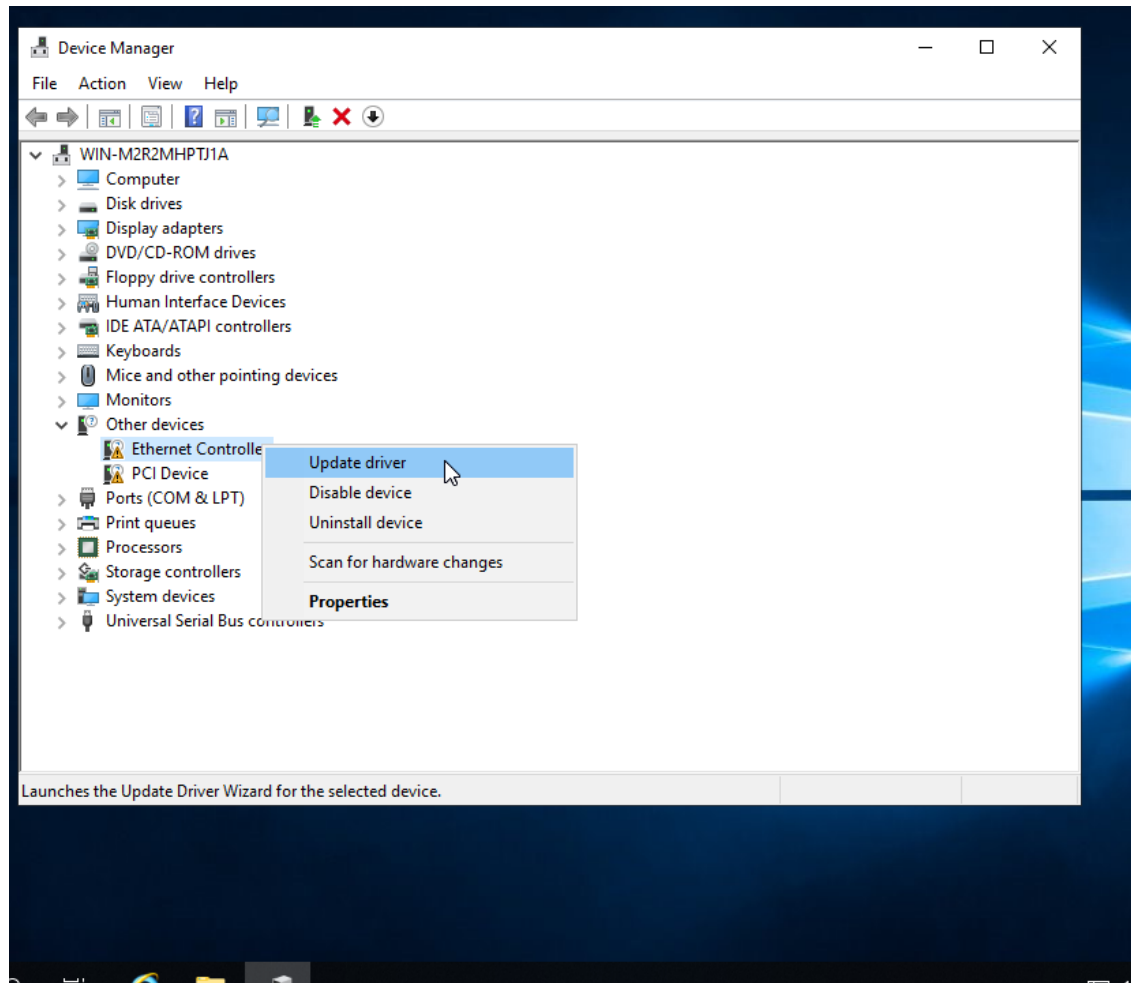 Device Manager
File Action View Help
WIN-M2R2MHPTJ1A
Computer
Disk drives
Display adapters
DVD/CD-ROM drives
Floppy drive controllers
Human Interface Devices
IDE ATA/ATAPI controllers
Keyboards
Mice and other pointing devices
Monitors
Other devices
Ethernet Controlle
PCI Device
Ports (COM & LPT)
Print queues
Processors
Storage controllers
System devices
Universal Serial Bus controllers
Update driver
Disable device
Uninstall device
Scan for hardware changes
Properties
Launches the Update Driver Wizard for the selected device.